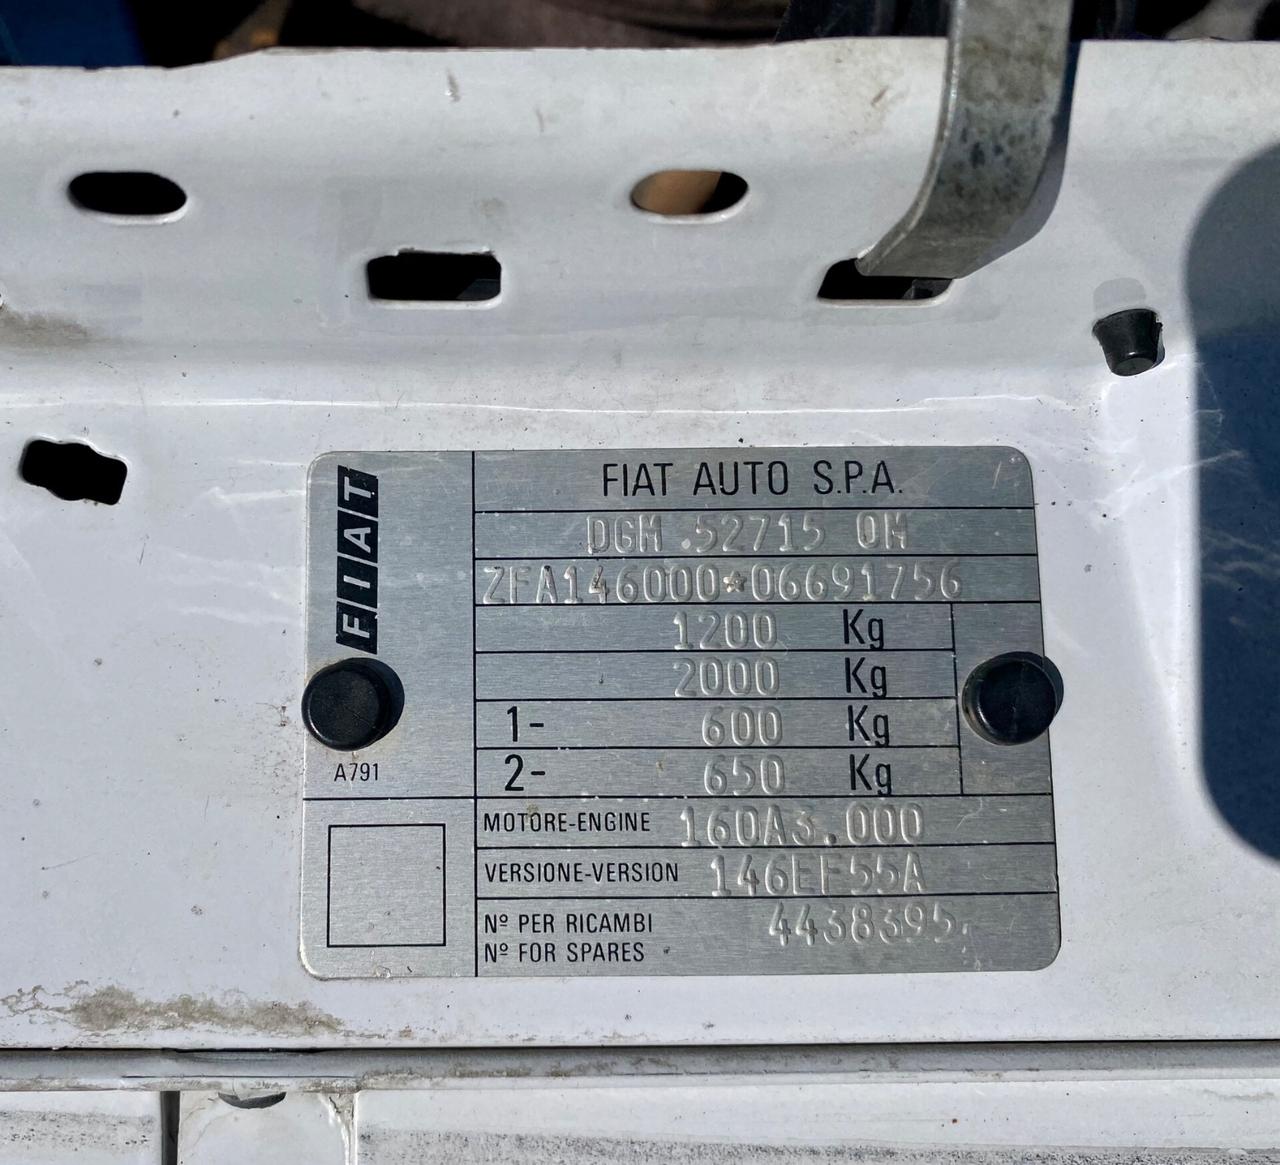 FIAT
FIAT AUTO S.P.A.
DGM .52715 OM
ZFA146000*06691756
1200 Kg
2000 Kg
1- 600 Kg
2- 650 Kg
A791
MOTORE-ENGINE 160A3.000
VERSIONE-VERSION 146EF55A
Nº PER RICAMBI 4438395.
Nº FOR SPARES